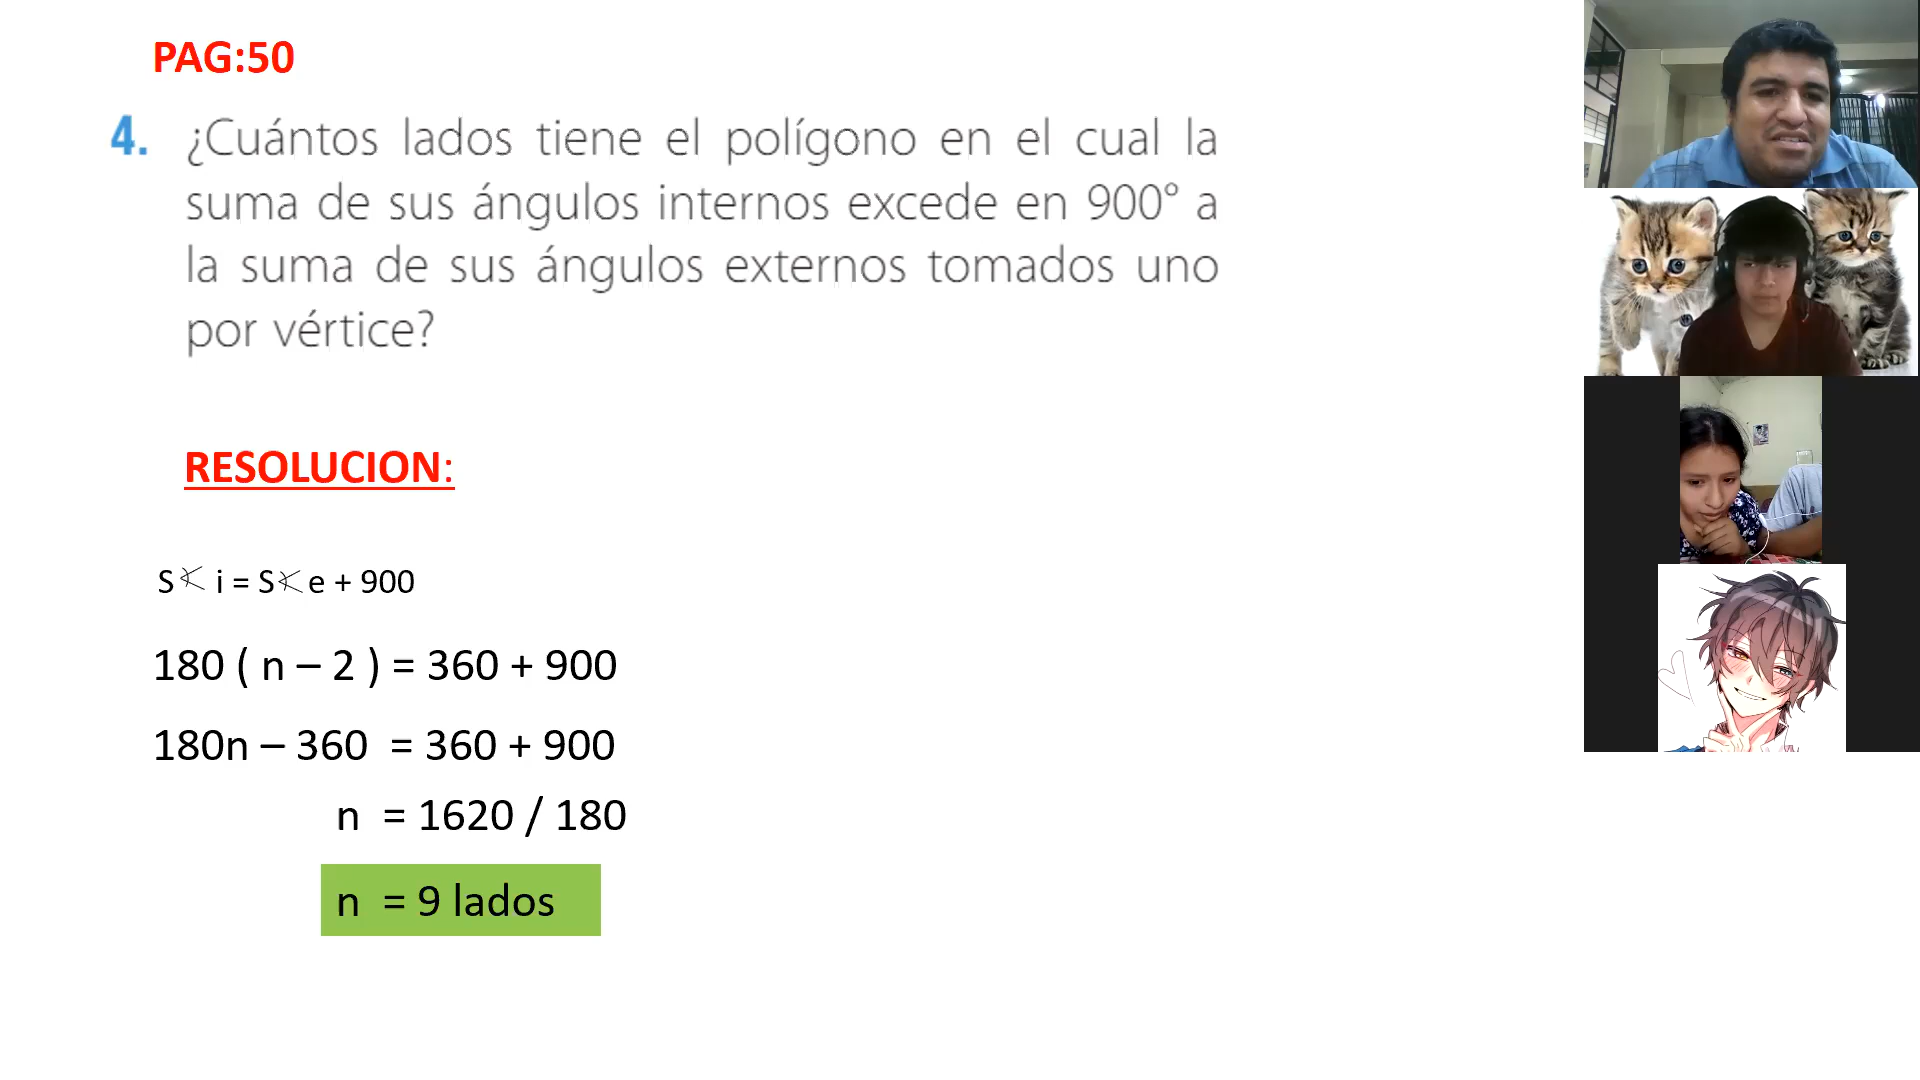 PAG:50
4. ¿Cuántos lados tiene el polígono en el cual la
suma de sus ángulos internos excede en 900° a
la suma de sus ángulos externos tomados uno
por vértice?
RESOLUCION:
S∢ i = S∢ e + 900
180 ( n – 2 ) = 360 + 900
180n – 360 = 360 + 900
n = 1620 / 180
n = 9 lados